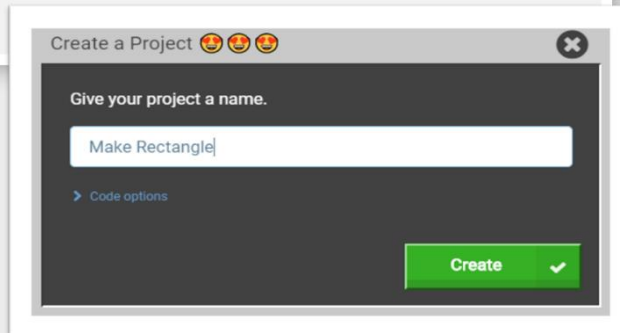 Create a Project 😍😍😍
Give your project a name.
Make Rectangle
Code options
Create